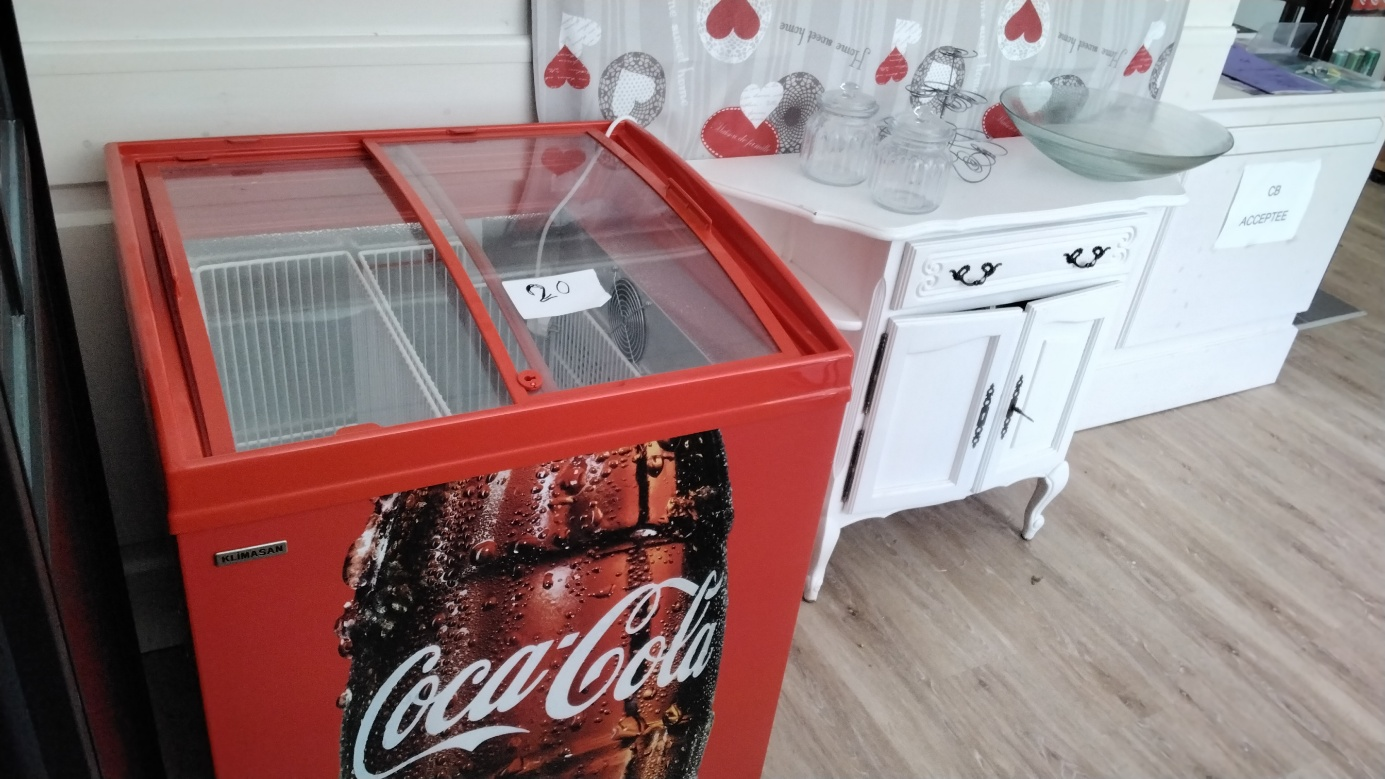 Home sweet home
20
CB
ACCEPTEE
KLIMASAN
Coca-Cola